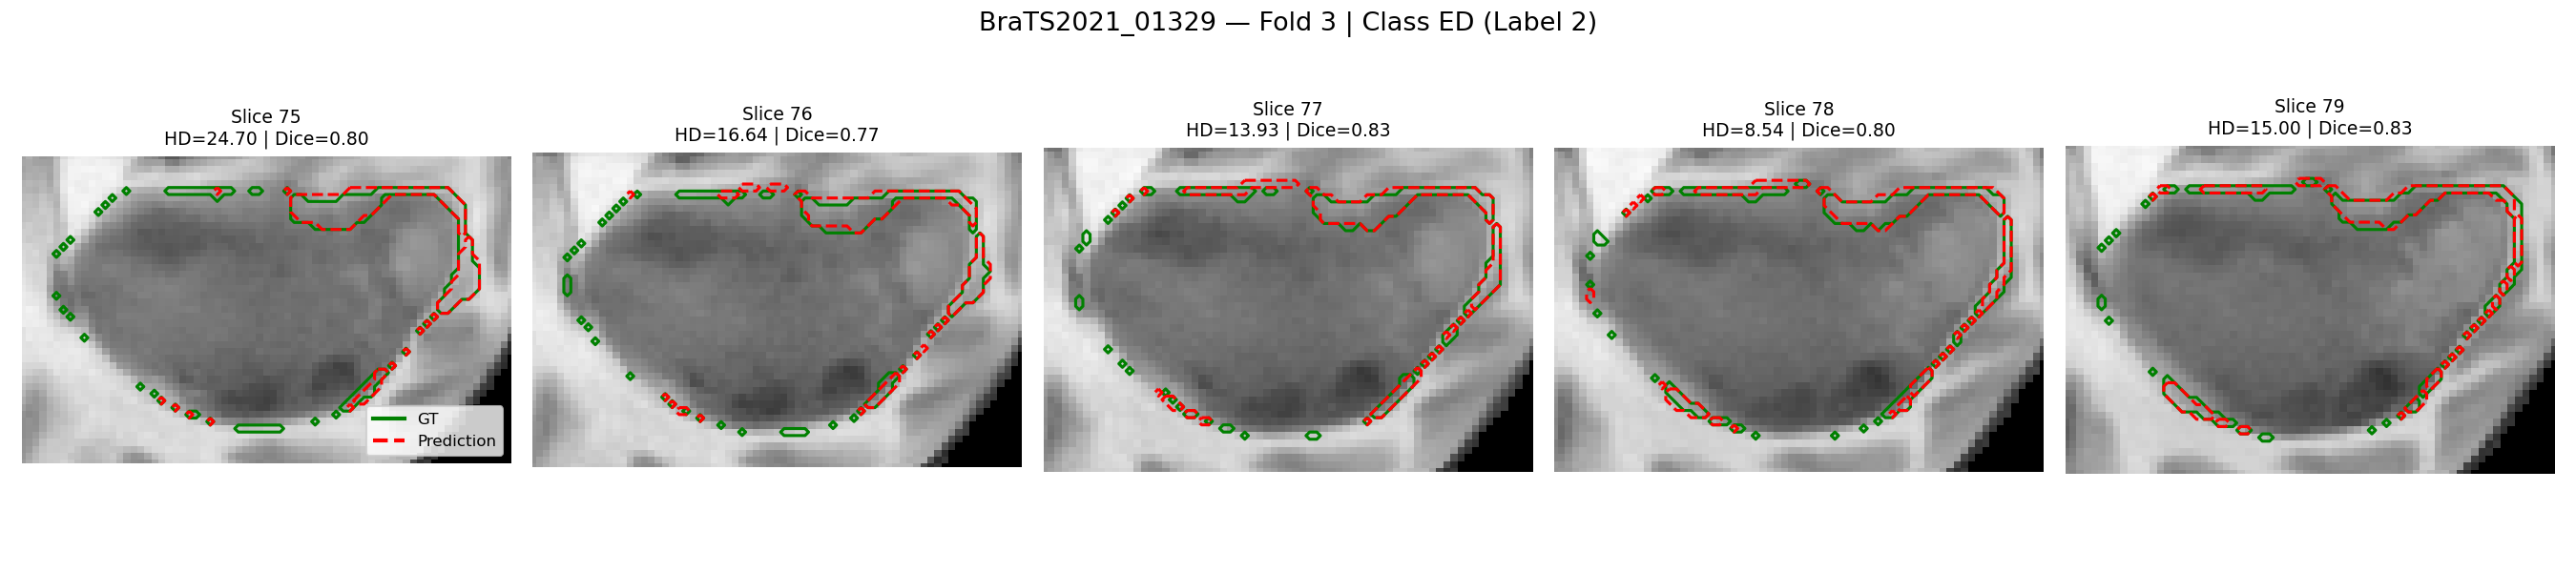 BraTS2021_01329 — Fold 3 | Class ED (Label 2)
Slice 75
HD=24.70 | Dice=0.80
Slice 76
HD=16.64 | Dice=0.77
Slice 77
HD=13.93 | Dice=0.83
Slice 78
HD=8.54 | Dice=0.80
Slice 79
HD=15.00 | Dice=0.83
GT
Prediction